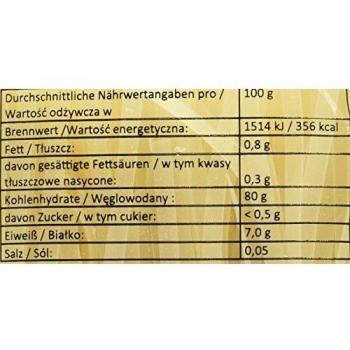 Durchschnittliche Nährwertangaben pro / 100 g
Wartość odżywcza w
Brennwert /Wartość energetyczna: 1514 kJ / 356 kcal
Fett / Tłuszcz: 0,8 g
davon gesättigte Fettsäuren / w tym kwasy
tłuszczowe nasycone: 0,3 g
Kohlenhydrate / Węglowodany : 80 g
davon Zucker / w tym cukier: < 0,5 g
Eiweiß / Białko: 7,0 g
Salz / Sól: 0,05